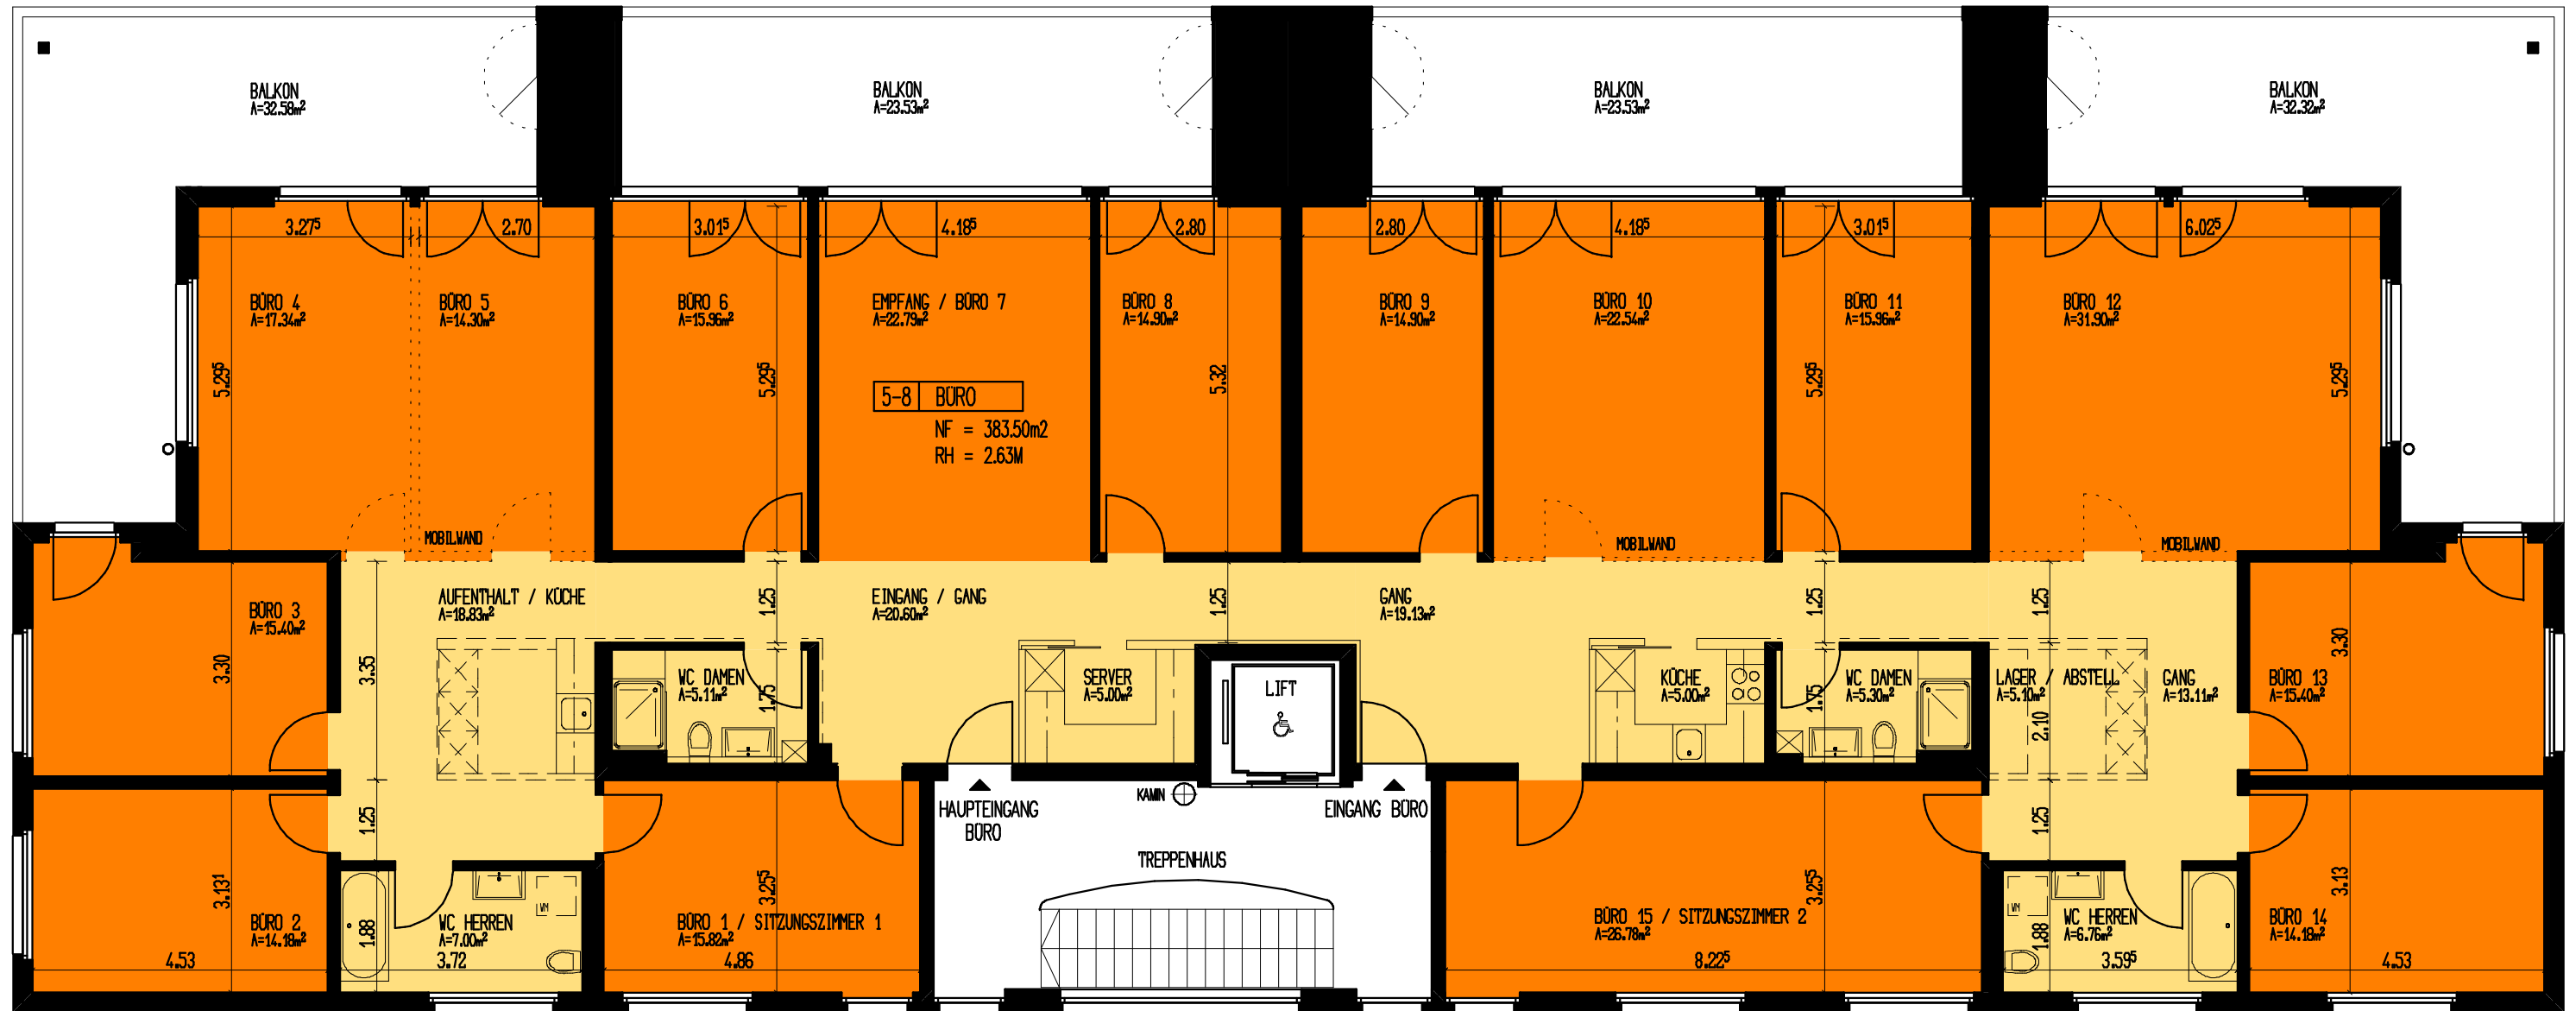 BALKON
A=32.58m²
BALKON
A=23.53m²
BALKON
A=23.53m²
BALKON
A=32.32m²
3.27⁵
2.70
3.01⁵
4.18⁵
2.80
2.80
4.18⁵
3.01⁵
6.02⁵
BÜRO 4
A=17.34m²
BÜRO 5
A=14.30m²
BÜRO 6
A=15.96m²
EMPFANG / BÜRO 7
A=22.79m²
BÜRO 8
A=14.90m²
BÜRO 9
A=14.90m²
BÜRO 10
A=22.54m²
BÜRO 11
A=15.96m²
BÜRO 12
A=31.90m²
5.29⁵
5.29⁵
5.32
5.29⁵
5.29⁵
5-8 BÜRO
NF = 383.50m2
RH = 2.63M
MOBILWAND
MOBILWAND
MOBILWAND
BÜRO 3
A=15.40m²
AUFENTHALT / KÜCHE
A=18.83m²
1.25
EINGANG / GANG
A=20.60m²
1.25
GANG
A=19.13m²
1.25
1.25
3.30
3.35
WC DAMEN
A=5.11m²
1.75
SERVER
A=5.00m²
LIFT
KÜCHE
A=5.00m²
1.75
WC DAMEN
A=5.30m²
LAGER / ABSTELL
A=5.10m²
2.10
GANG
A=13.11m²
3.30
BÜRO 13
A=15.40m²
KAMIN
HAUPTEINGANG
BÜRO
EINGANG BÜRO
1.25
1.25
TREPPENHAUS
3.13¹
BÜRO 2
A=14.18m²
4.53
1.88
WC HERREN
A=7.00m²
3.72
WM
3.25⁵
BÜRO 1 / SITZUNGSZIMMER 1
A=15.82m²
4.86
BÜRO 15 / SITZUNGSZIMMER 2
A=26.78m²
8.22⁵
3.25⁵
WM
1.88
WC HERREN
A=6.76m²
3.59⁵
BÜRO 14
A=14.18m²
3.13
4.53